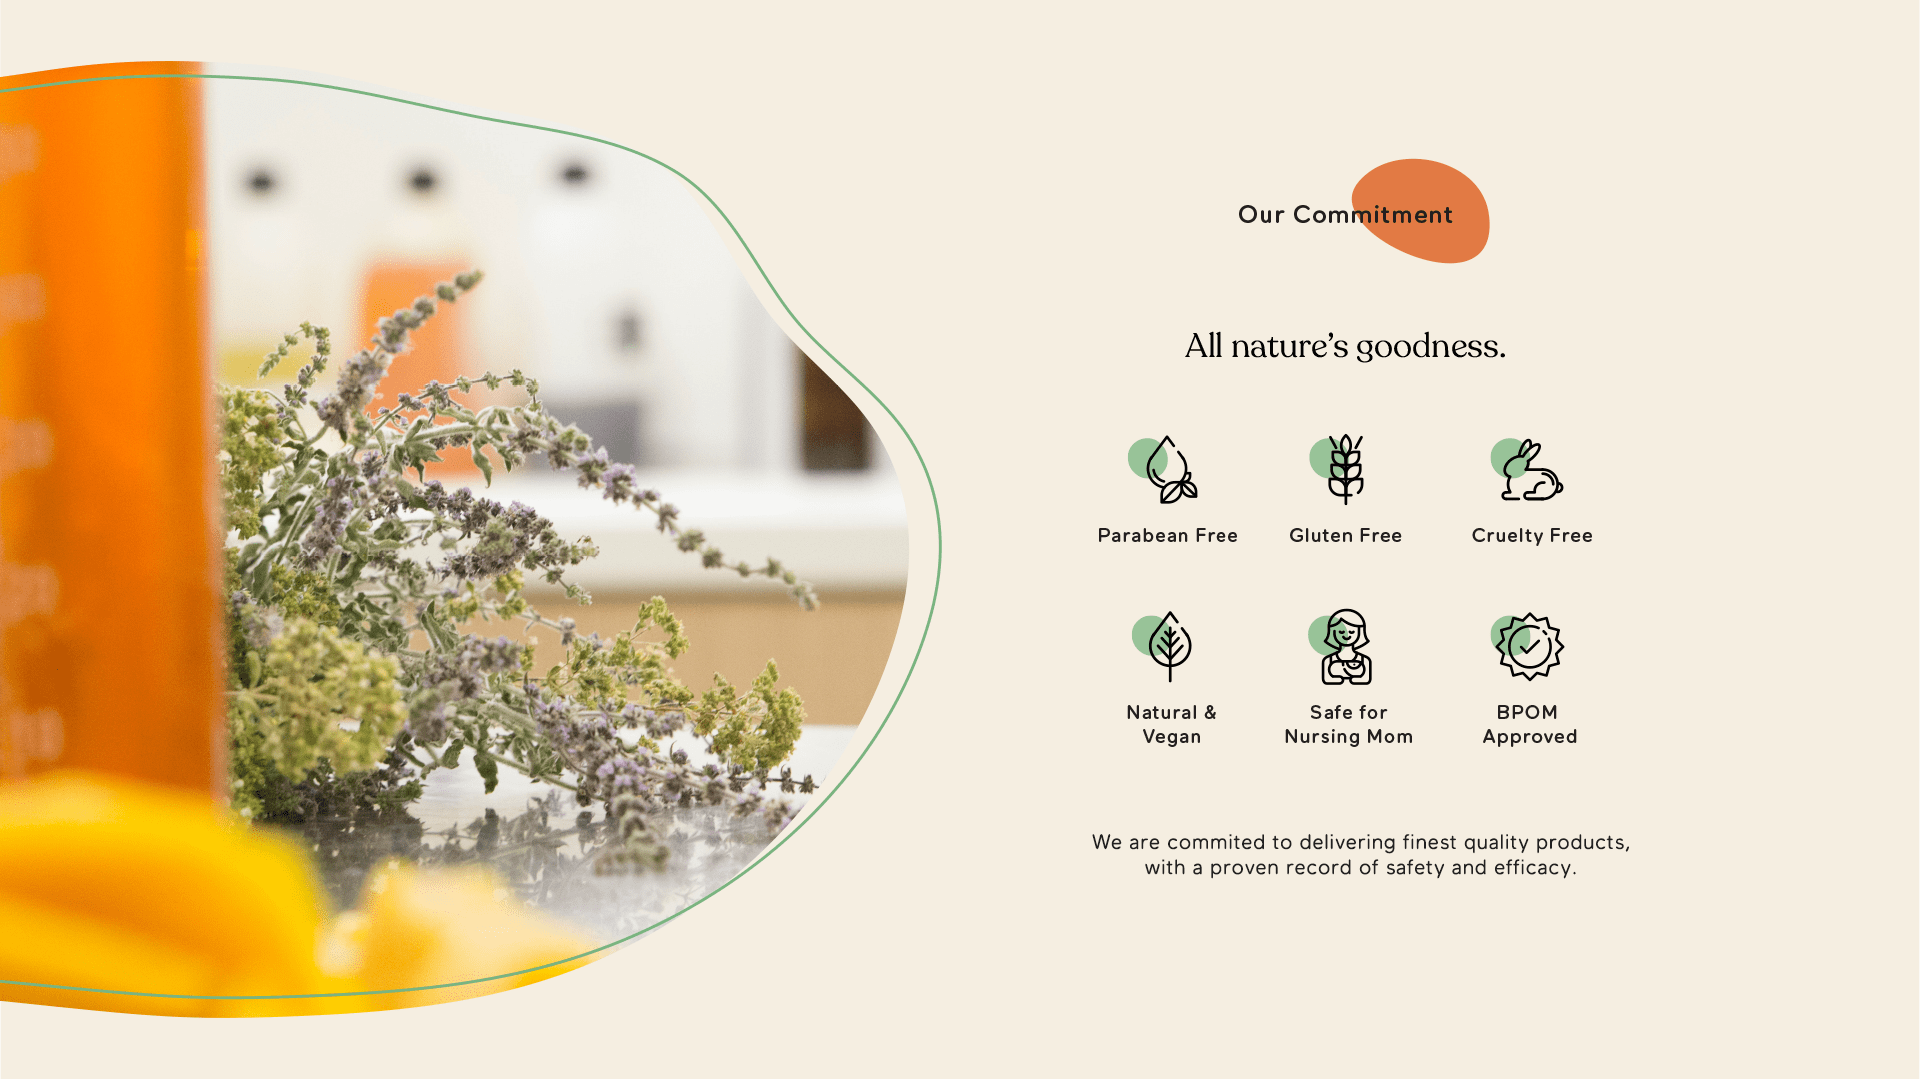 Our Commitment
All nature’s goodness.
Parabean Free
Gluten Free
Cruelty Free
Natural &
Vegan
Safe for
Nursing Mom
BPOM
Approved
We are commited to delivering finest quality products,
with a proven record of safety and efficacy.